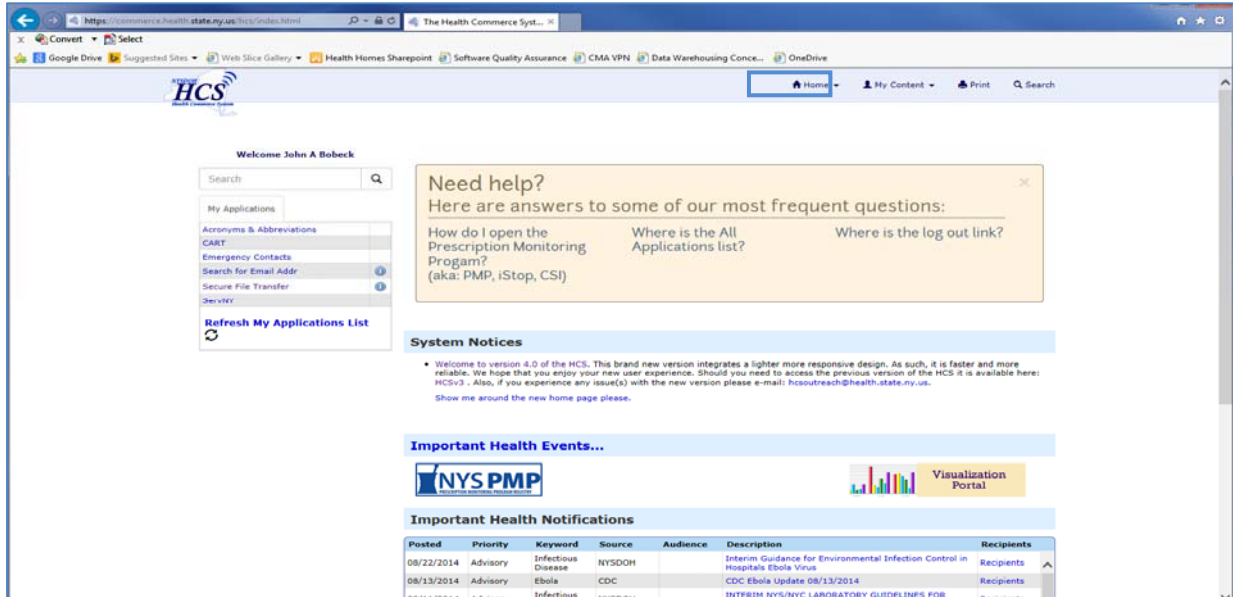 https://commerce.health.state.ny.us/hcs/index.html
The Health Commerce Syst...
x Convert Select
Google Drive Suggested Sites Web Slice Gallery Health Homes Sharepoint Software Quality Assurance CMA VPN Data Warehousing Conce... OneDrive
NYSDOH
HCS
Health Commerce System
Home My Content Print Search
Welcome John A Bobeck
Search
My Applications
Acronyms & Abbreviations
CART
Emergency Contacts
Search for Email Addr
Secure File Transfer
ServNY
Refresh My Applications List
Need help?
Here are answers to some of our most frequent questions:
How do I open the
Prescription Monitoring
Progam?
(aka: PMP, iStop, CSI)
Where is the All
Applications list?
Where is the log out link?
System Notices
• Welcome to version 4.0 of the HCS. This brand new version integrates a lighter more responsive design. As such, it is faster and more
reliable. We hope that you enjoy your new user experience. Should you need to access the previous version of the HCS it is available here:
HCSv3 . Also, if you experience any issue(s) with the new version please e-mail: hcsoutreach@health.state.ny.us.
Show me around the new home page please.
Important Health Events...
NYS PMP
PRESCRIPTION MONITORING PROGRAM REGISTRY
Visualization
Portal
Important Health Notifications
Posted Priority Keyword Source Audience Description Recipients
08/22/2014 Advisory Infectious Disease NYSDOH Interim Guidance for Environmental Infection Control in
Hospitals Ebola Virus Recipients
08/13/2014 Advisory Ebola CDC CDC Ebola Update 08/13/2014 Recipients
Infectious INTERIM NYS/NYC LABORATORY GUIDELINES FOR